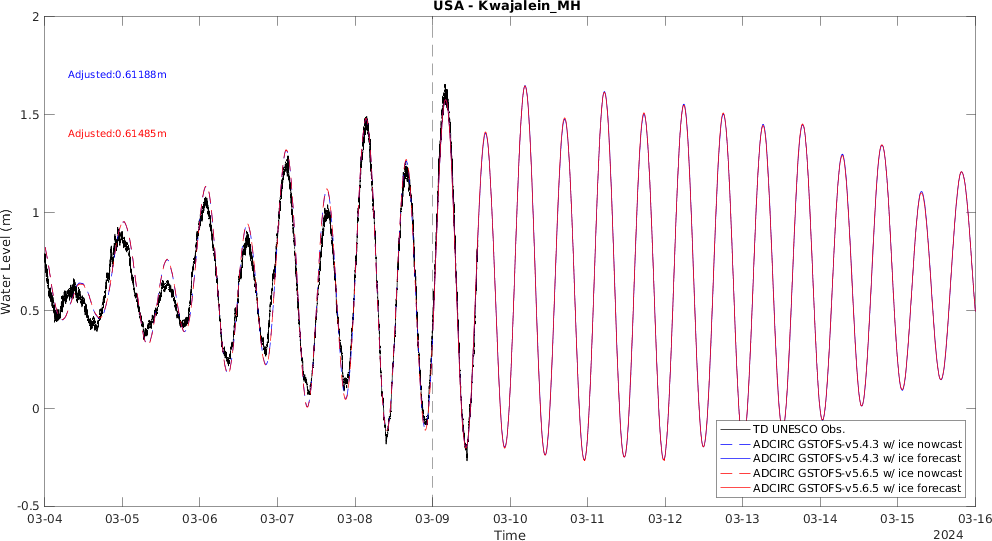 USA - Kwajalein_MH
Water Level (m)
2
1.5
1
0.5
0
-0.5
Adjusted:0.61188m
Adjusted:0.61485m
TD UNESCO Obs.
ADCIRC GSTOFS-v5.4.3 w/ ice nowcast
ADCIRC GSTOFS-v5.4.3 w/ ice forecast
ADCIRC GSTOFS-v5.6.5 w/ ice nowcast
ADCIRC GSTOFS-v5.6.5 w/ ice forecast
03-04 03-05 03-06 03-07 03-08 03-09 03-10 03-11 03-12 03-13 03-14 03-15 03-16
Time
2024